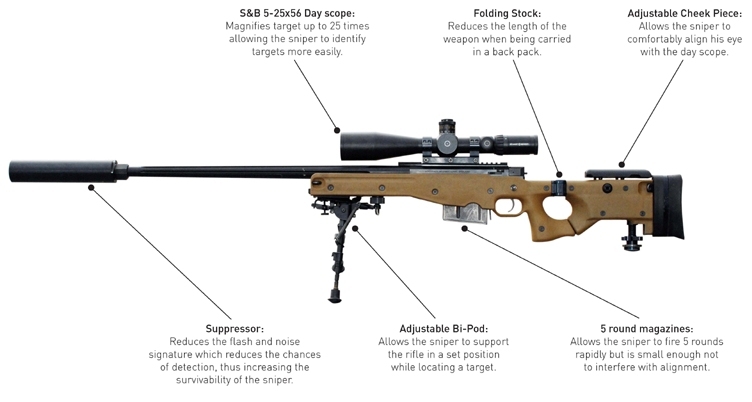 S&B 5-25x56 Day scope:
Magnifies target up to 25 times
allowing the sniper to identify
targets more easily.
Folding Stock:
Reduces the length of the
weapon when being carried
in a back pack.
Adjustable Cheek Piece:
Allows the sniper to
comfortably align his eye
with the day scope.
Suppressor:
Reduces the flash and noise
signature which reduces the chances
of detection, thus increasing the
survivability of the sniper.
Adjustable Bi-Pod:
Allows the sniper to support
the rifle in a set position
while locating a target.
5 round magazines:
Allows the sniper to fire 5 rounds
rapidly but is small enough not
to interfere with alignment.